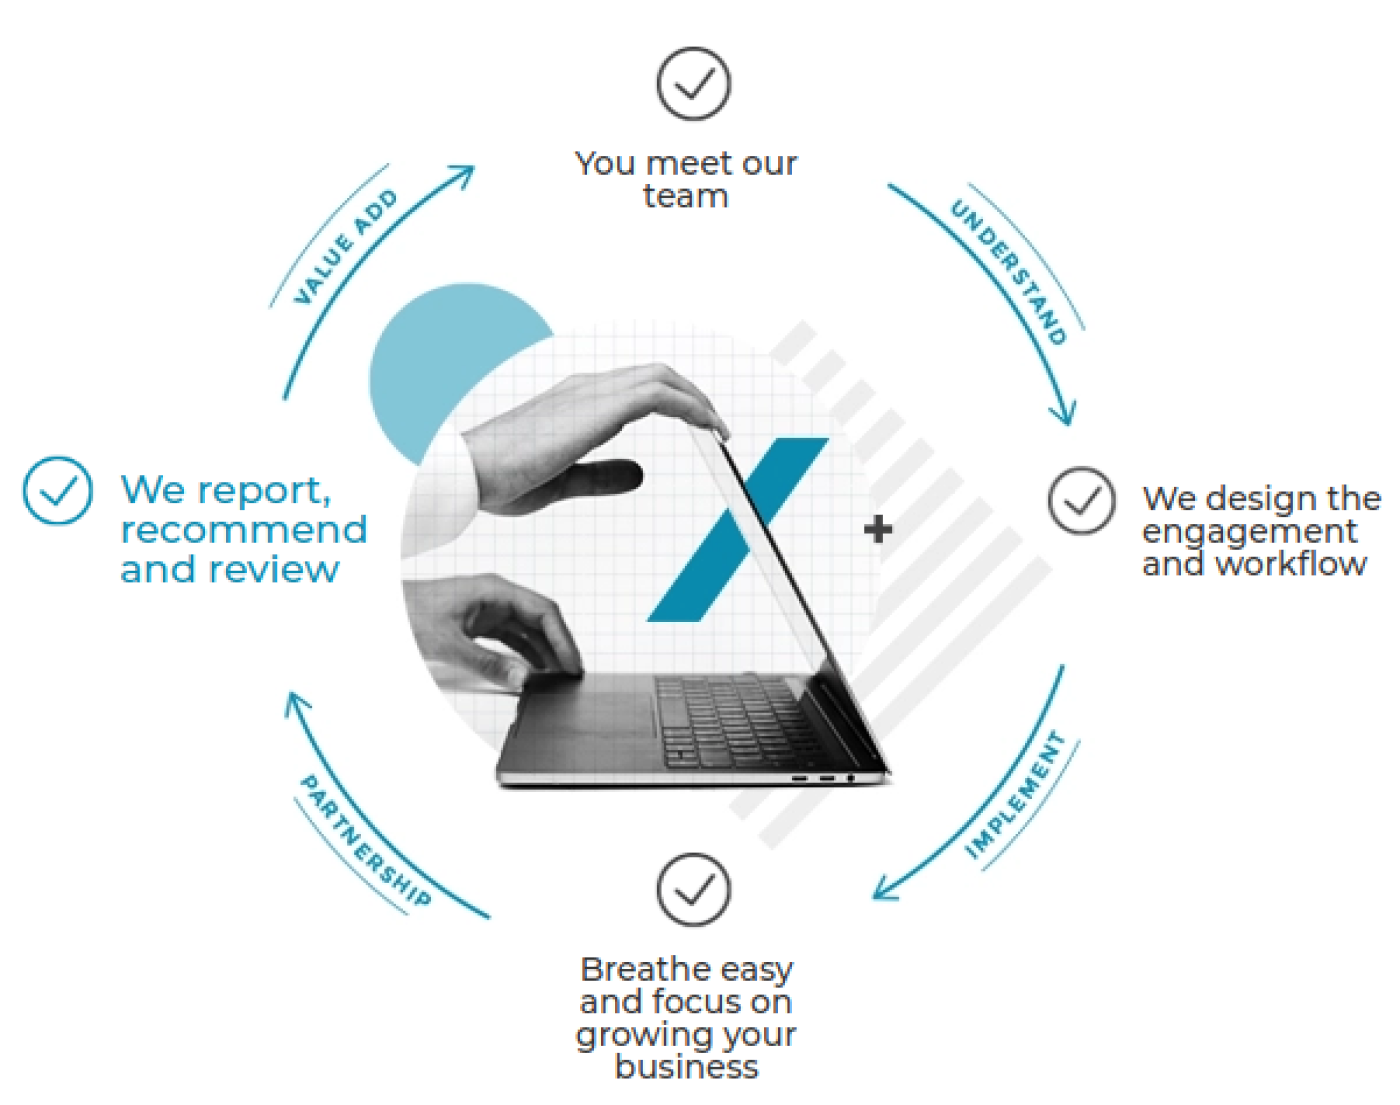 You meet our
team
UNDERSTAND
We design the
engagement
and workflow
IMPLEMENT
Breathe easy
and focus on
growing your
business
PARTNERSHIP
We report,
recommend
and review
VALUE ADD